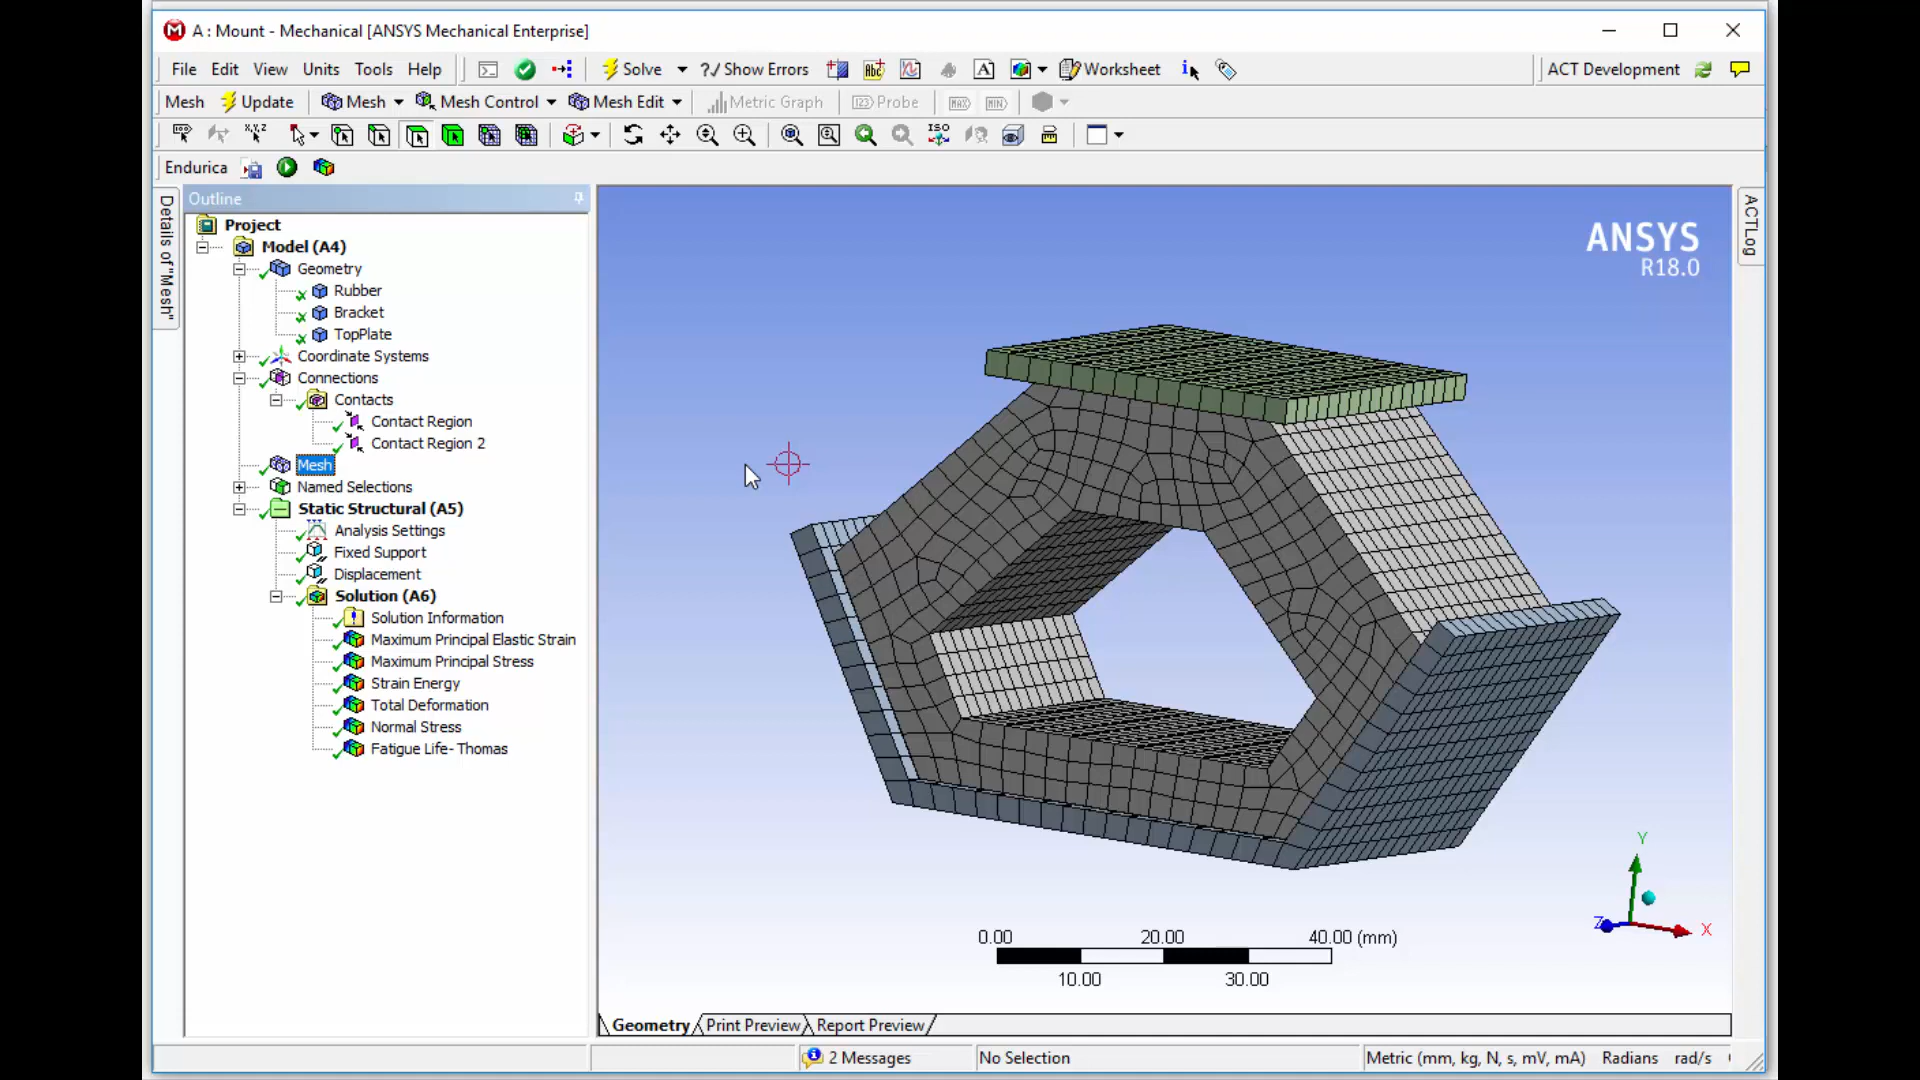 A : Mount - Mechanical [ANSYS Mechanical Enterprise]
File Edit View Units Tools Help Solve ?/ Show Errors Abc A Worksheet i ACT Development
Mesh Update Mesh Mesh Control Mesh Edit Metric Graph Probe MAX MIN
X,Y,Z ISO
Endurica
Details of "Mesh"
Outline
Project
Model (A4)
Geometry
Rubber
Bracket
TopPlate
Coordinate Systems
Connections
Contacts
Contact Region
Contact Region 2
Mesh
Named Selections
Static Structural (A5)
Analysis Settings
Fixed Support
Displacement
Solution (A6)
Solution Information
Maximum Principal Elastic Strain
Maximum Principal Stress
Strain Energy
Total Deformation
Normal Stress
Fatigue Life- Thomas
ANSYS
R18.0
ACTLog
Y
Z
X
0.00 20.00 40.00 (mm)
10.00 30.00
Geometry Print Preview Report Preview
2 Messages No Selection Metric (mm, kg, N, s, mV, mA) Radians rad/s